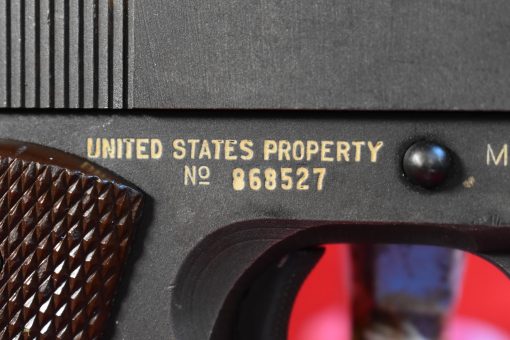 UNITED STATES PROPERTY M
Nº 868527